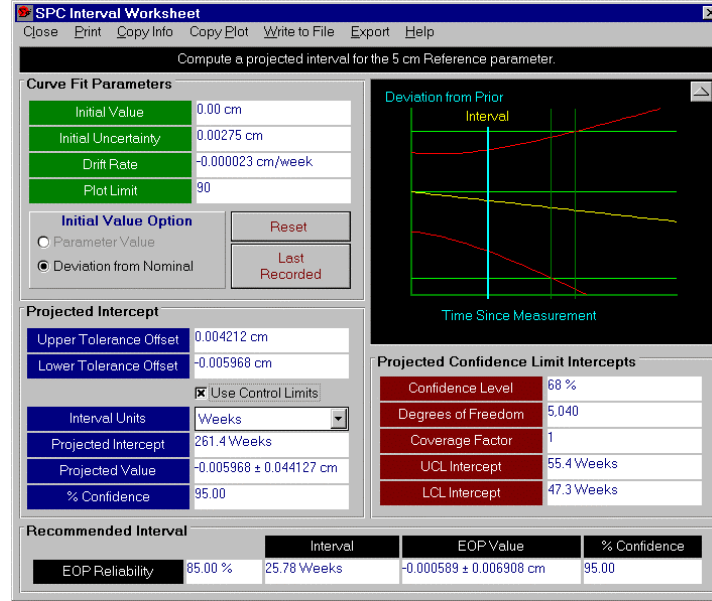 SPC Interval Worksheet
Close Print Copy Info Copy Plot Write to File Export Help
Compute a projected interval for the 5 cm Reference parameter.
Curve Fit Parameters
Initial Value 0.00 cm
Initial Uncertainty 0.00275 cm
Drift Rate -0.000023 cm/week
Plot Limit 90
Initial Value Option
Parameter Value
Deviation from Nominal
Reset
Last
Recorded
Deviation from Prior
Interval
Time Since Measurement
Projected Intercept
Upper Tolerance Offset 0.004212 cm
Lower Tolerance Offset -0.005968 cm
Use Control Limits
Interval Units Weeks
Projected Intercept 261.4 Weeks
Projected Value -0.005968 ± 0.044127 cm
% Confidence 95.00
Projected Confidence Limit Intercepts
Confidence Level 68 %
Degrees of Freedom 5,040
Coverage Factor 1
UCL Intercept 55.4 Weeks
LCL Intercept 47.3 Weeks
Recommended Interval
Interval EOP Value % Confidence
EOP Reliability 85.00 % 25.78 Weeks -0.000589 ± 0.006908 cm 95.00